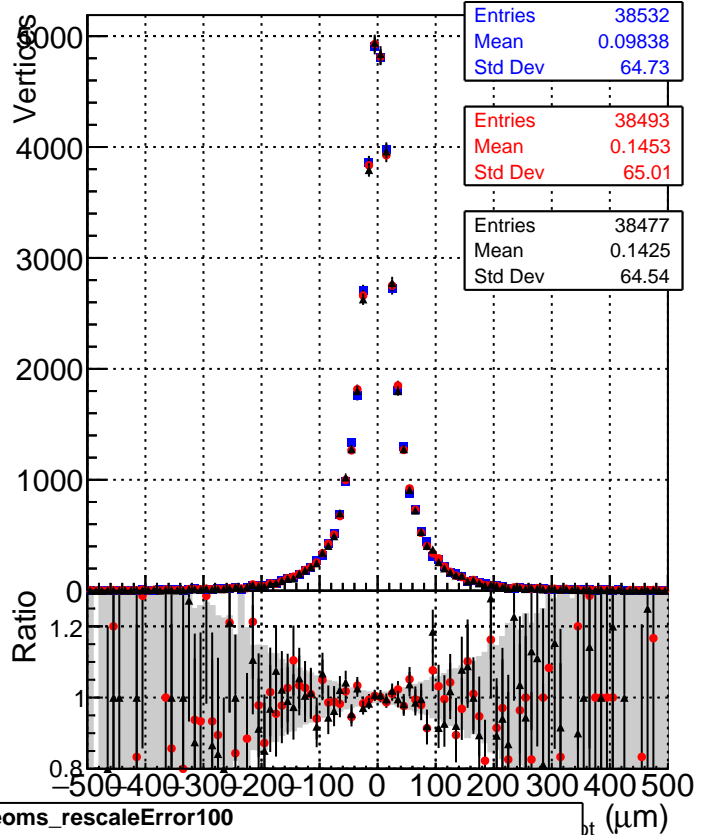 Vertices
5000
4000
3000
2000
1000
0
Entries 38532
Mean 0.09838
Std Dev 64.73
Entries 38493
Mean 0.1453
Std Dev 65.01
Entries 38477
Mean 0.1425
Std Dev 64.54
Ratio
1.2
1
0.8
−500 −400 −300 −200 −100 0 100 200 300 400 500
eoms_rescaleError100
(μm)